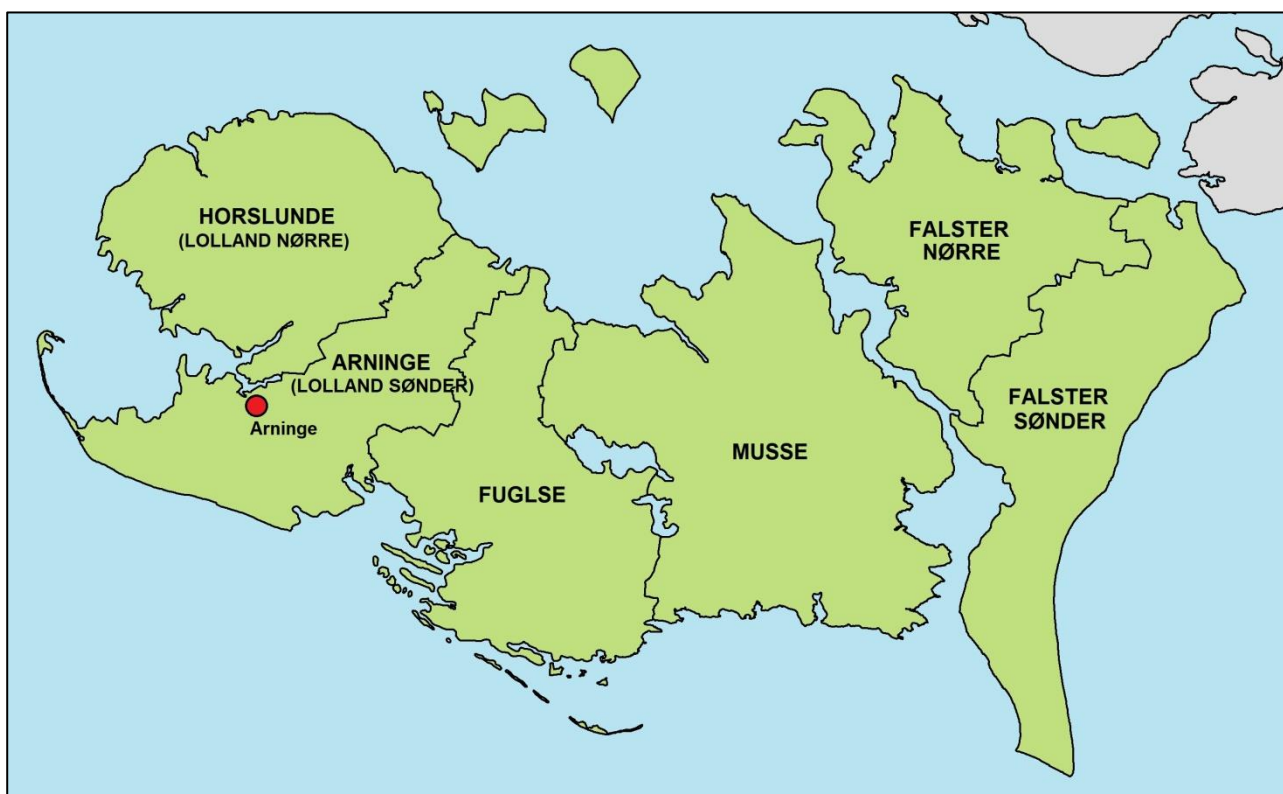 HORSLUNDE
(LOLLAND NØRRE)
FALSTER
NØRRE
ARNINGE
(LOLLAND SØNDER)
FALSTER
SØNDER
Arninge
MUSSE
FUGLSE